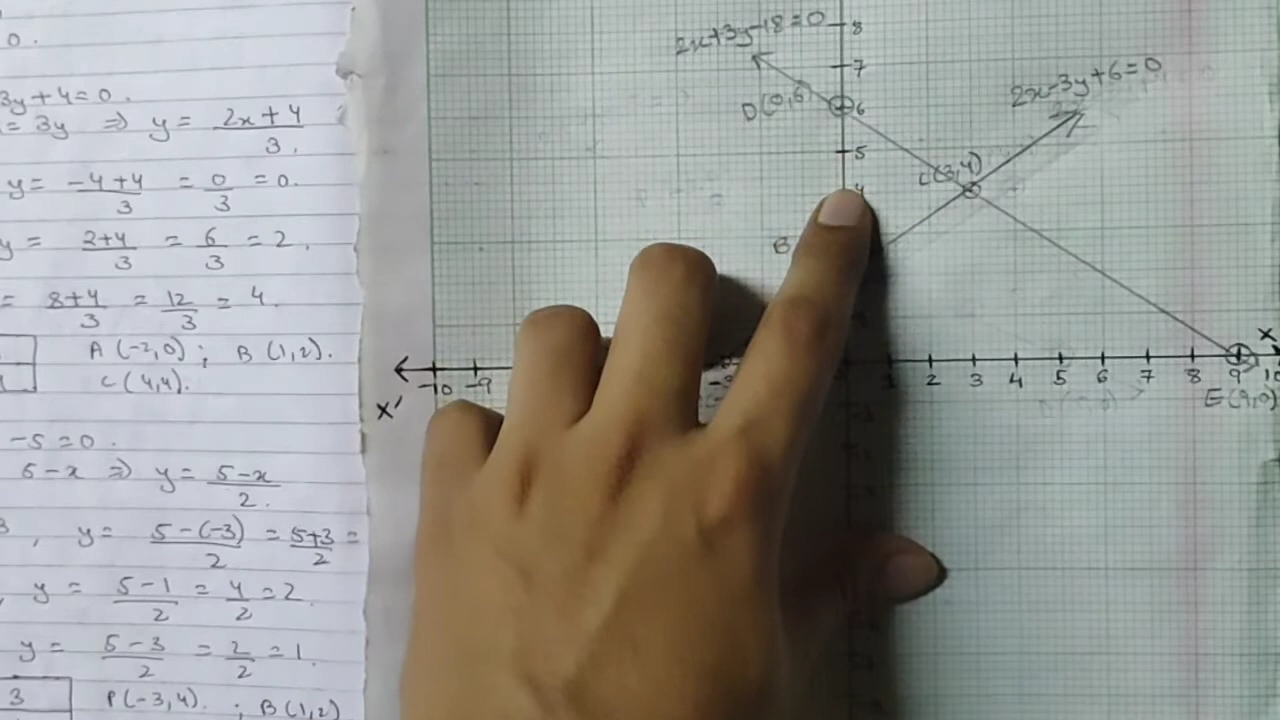 0.
3y + 4 = 0.
= 3y ⇒ y = 2x + 4 / 3.
y = -4 + 4 / 3 = 0 / 3 = 0.
y = 2 + 4 / 3 = 6 / 3 = 2.
= 8 + 4 / 3 = 12 / 3 = 4.
A (-2,0) ; B (1,2).
C (4,4).
-5 = 0.
5 - x ⇒ y = 5 - x / 2.
3, y = 5 - (-3) / 2 = 5 + 3 / 2 =
, y = 5 - 1 / 2 = 4 / 2 = 2.
y = 5 - 3 / 2 = 2 / 2 = 1.
3
P (-3,4). ; B (1,2)
2x+3y-18=0
8
7
2x-3y+6=0
D(0,6)
6
5
C(3,4)
4
B
X
X'
-10 -9 -3 1 2 3 4 5 6 7 8 9 10
E(9,0)